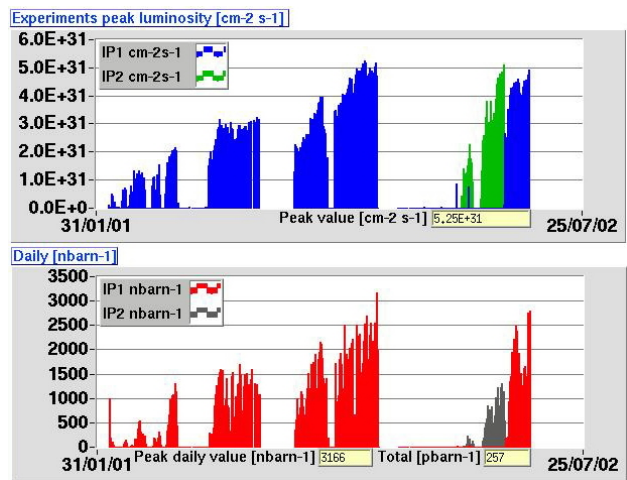 Experiments peak luminosity [cm-2 s-1]
6.0E+31
5.0E+31
4.0E+31
3.0E+31
2.0E+31
1.0E+31
0.0E+0
IP1 cm-2s-1
IP2 cm-2s-1
Peak value [cm-2 s-1] 5.25E+31
31/01/01 25/07/02
Daily [nbarn-1]
3500
3000
2500
2000
1500
1000
500
0
IP1 nbarn-1
IP2 nbarn-1
Peak daily value [nbarn-1] 3166 Total [pbarn-1] 257
31/01/01 25/07/02